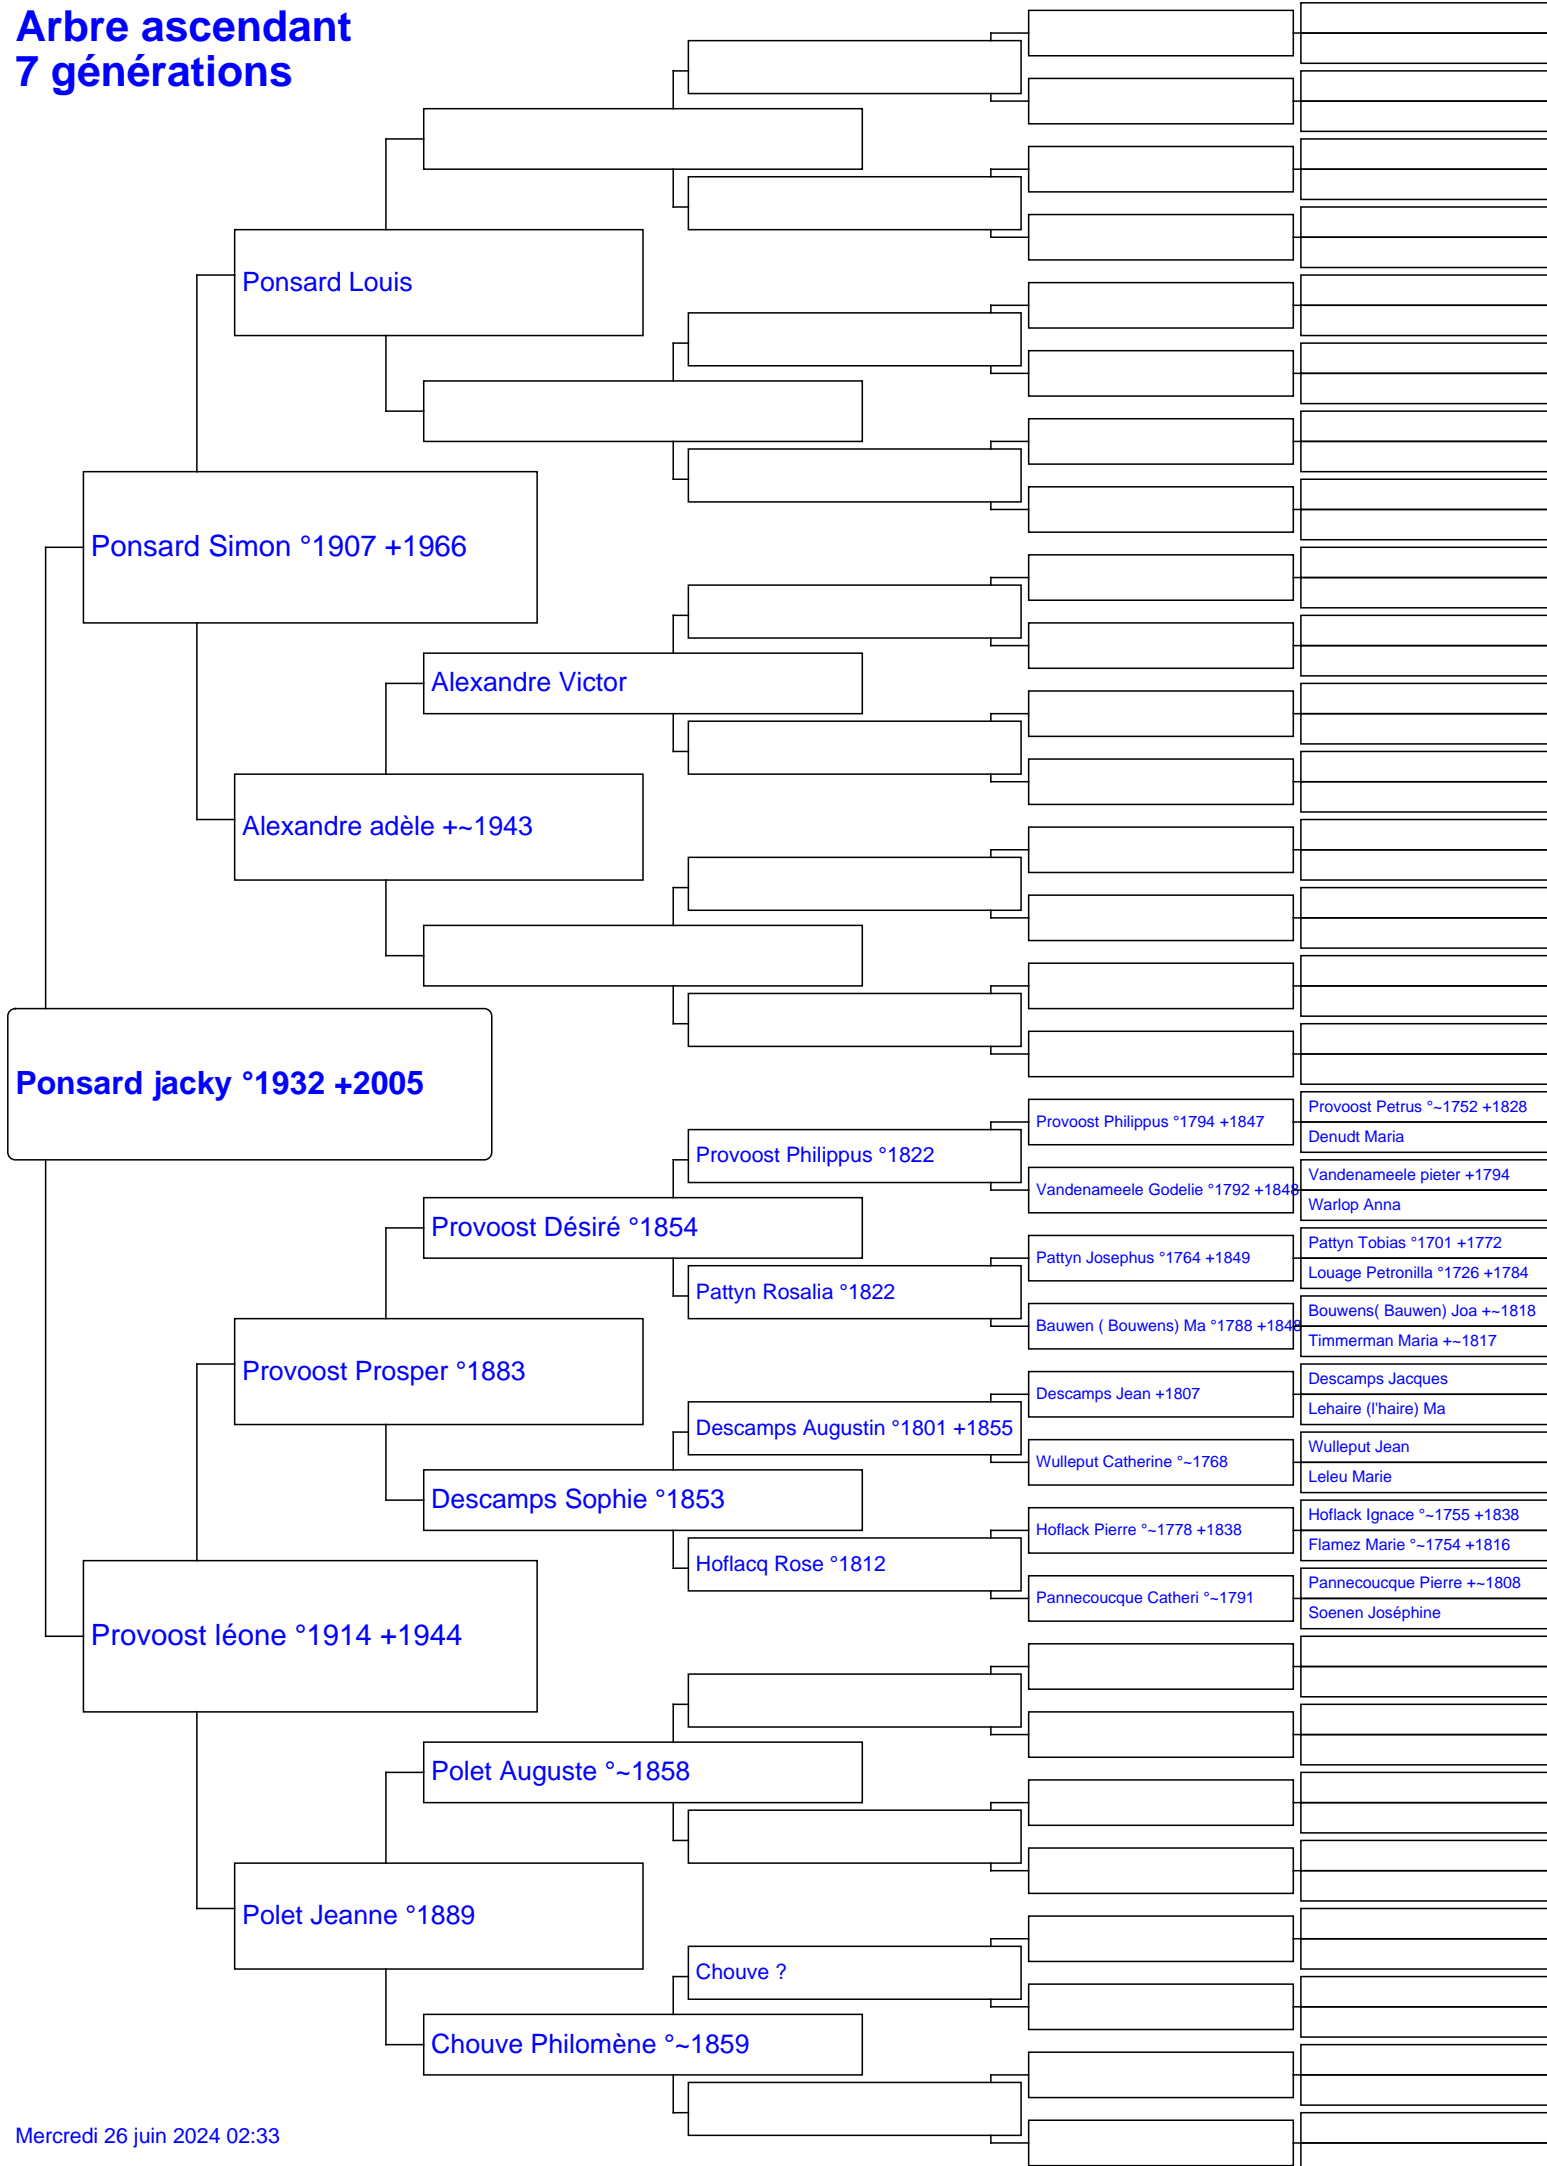 Arbre ascendant
7 générations
Ponsard Louis
Ponsard Simon °1907 +1966
Alexandre Victor
Alexandre adèle +~1943
Ponsard jacky °1932 +2005
Provoost Philippus °1794 +1847
Provoost Petrus °~1752 +1828
Denudt Maria
Provoost Philippus °1822
Vandenameele Godelie °1792 +1848
Vandenameele pieter +1794
Warlop Anna
Provoost Désiré °1854
Pattyn Josephus °1764 +1849
Pattyn Tobias °1701 +1772
Louage Petronilla °1726 +1784
Pattyn Rosalia °1822
Bauwen ( Bouwens) Ma °1788 +1848
Bouwens( Bauwen) Joa +~1818
Timmerman Maria +~1817
Provoost Prosper °1883
Descamps Jean +1807
Descamps Jacques
Lehaire (l'haire) Ma
Descamps Augustin °1801 +1855
Wulleput Catherine °~1768
Wulleput Jean
Leleu Marie
Descamps Sophie °1853
Hoflack Pierre °~1778 +1838
Hoflack Ignace °~1755 +1838
Flamez Marie °~1754 +1816
Hoflacq Rose °1812
Pannecoucque Catheri °~1791
Pannecoucque Pierre +~1808
Soenen Joséphine
Provoost léone °1914 +1944
Polet Auguste °~1858
Polet Jeanne °1889
Chouve ?
Chouve Philomène °~1859
Mercredi 26 juin 2024 02:33